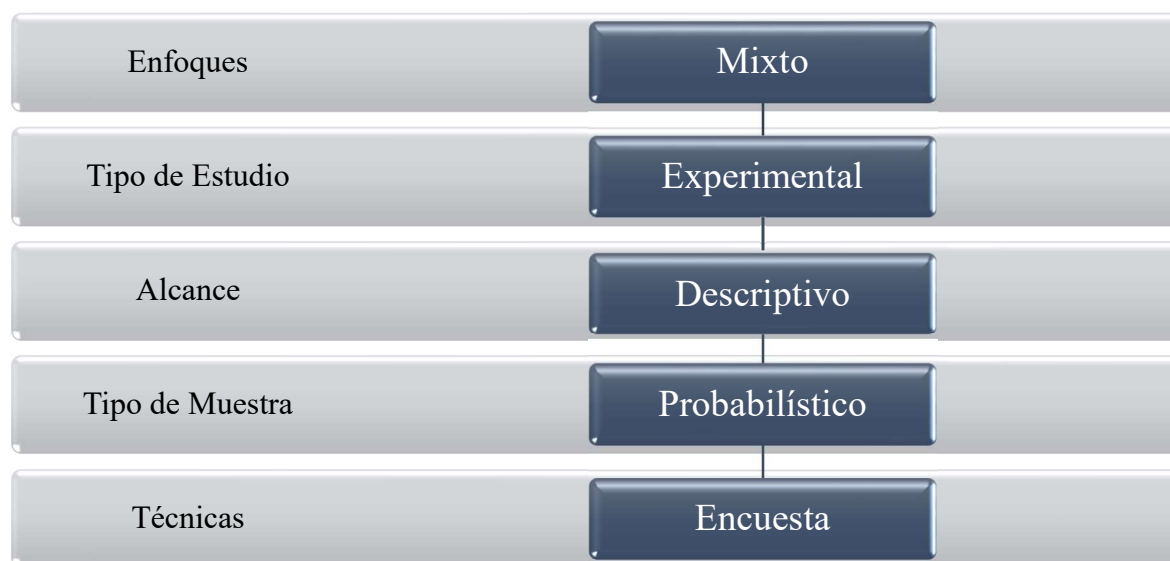 Enfoques
Mixto
Tipo de Estudio
Experimental
Alcance
Descriptivo
Tipo de Muestra
Probabilístico
Técnicas
Encuesta